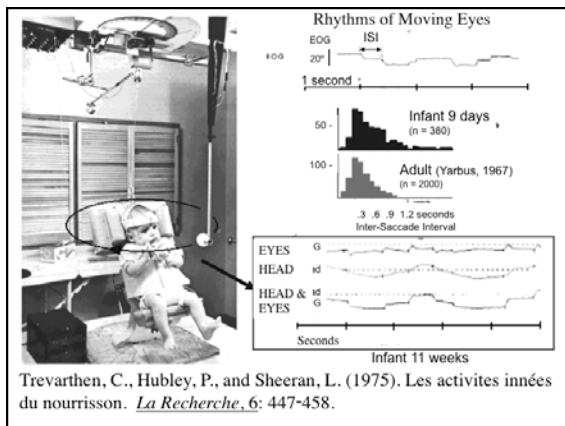 Rhythms of Moving Eyes
EOG
ISI
EOG 20°
1 second
50 -
Infant 9 days
(n = 380)
100 -
Adult (Yarbus, 1967)
(n = 2000)
.3 .6 .9 1.2 seconds
Inter-Saccade Interval
EYES G
HEAD
HEAD & EYES G
Seconds
Infant 11 weeks
Trevarthen, C., Hubley, P., and Sheeran, L. (1975). Les activites innées
du nourrisson. La Recherche, 6: 447-458.